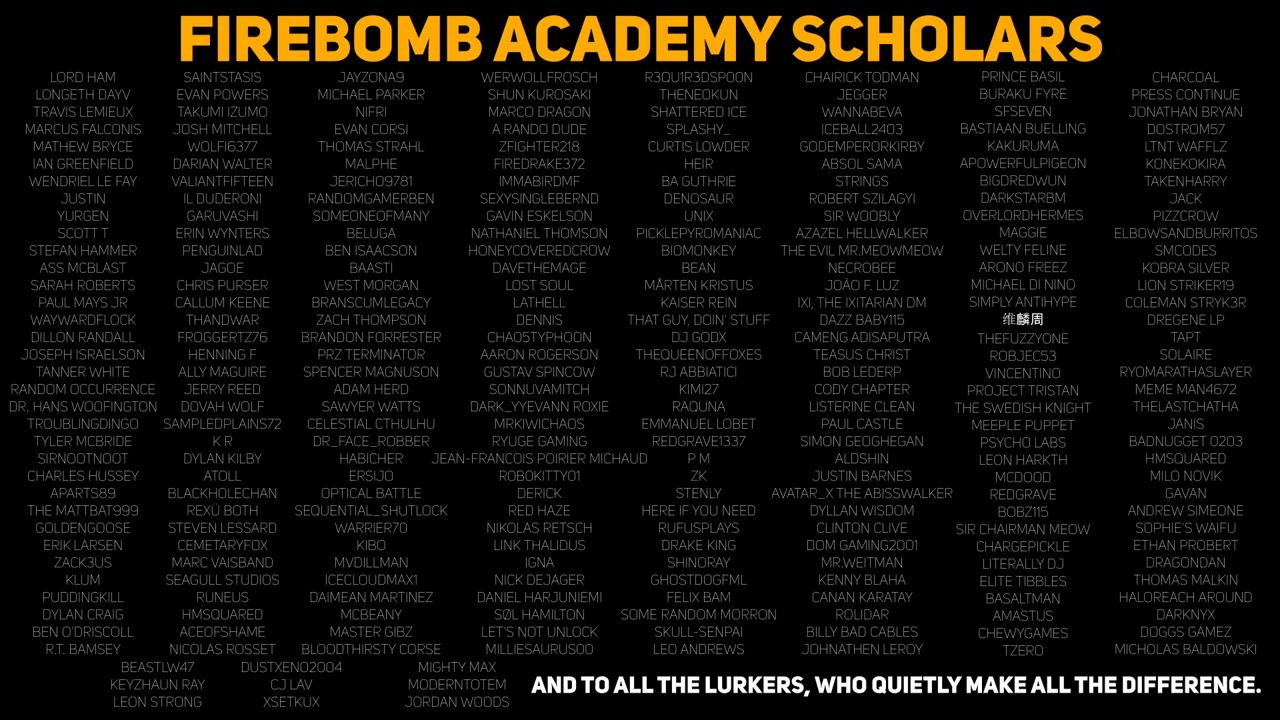 FIREBOMB ACADEMY SCHOLARS
LORD HAM
LONGETH DAYV
TRAVIS LEMIEUX
MARCUS FALCONIS
MATHEW BRYCE
IAN GREENFIELD
WENDRIEL LE FAY
JUSTIN
YURGEN
SCOTT T
STEFAN HAMMER
ASS MCBLAST
SARAH ROBERTS
PAUL MAYS JR
WAYWARDFLOCK
DILLON RANDALL
JOSEPH ISRAELSON
TANNER WHITE
RANDOM OCCURRENCE
DR. HANS WOOFINGTON
TROUBLINGDINGO
TYLER MCBRIDE
SIRNOOTNOOT
CHARLES HUSSEY
APARTS89
THE MATTBAT999
GOLDENGOOSE
ERIK LARSEN
ZACK3US
KLUM
PUDDINGKILL
DYLAN CRAIG
BEN O'DRISCOLL
R.T. BAMSEY
SAINTSTASIS
EVAN POWERS
TAKUMI IZUMO
JOSH MITCHELL
WOLFI6377
DARIAN WALTER
VALIANTFIFTEEN
IL DUDERONI
GARUVASHI
ERIN WYNTERS
PENGUINLAD
JAGOE
CHRIS PURSER
CALLUM KEENE
THANDWAR
FROGGERTZ76
HENNING F
ALLY MAGUIRE
JERRY REED
DOVAH WOLF
SAMPLEDPLAINS72
K R
DYLAN KILBY
ATOLL
BLACKHOLECHAN
REXÜ BOTH
STEVEN LESSARD
CEMETARYFOX
MARC VAISBAND
SEAGULL STUDIOS
RUNEUS
HMSQUARED
ACEOFSHAME
NICOLAS ROSSET
JAYZONA9
MICHAEL PARKER
NIFRI
EVAN CORSI
THOMAS STRAHL
MALPHE
JERICHO9781
RANDOMGAMERBEN
SOMEONEOFMANY
BELUGA
BEN ISAACSON
BAASTI
WEST MORGAN
BRANSCUMLEGACY
ZACH THOMPSON
BRANDON FORRESTER
PRZ TERMINATOR
SPENCER MAGNUSON
ADAM HERD
SAWYER WATTS
CELESTIAL CTHULHU
DR_FACE_ROBBER
HABICHER
ERSIJO
OPTICAL BATTLE
SEQUENTIAL_SHUTLOCK
WARRIER70
KIBO
MVDILLMAN
ICECLOUDMAX1
DAIMEAN MARTINEZ
MCBEANY
MASTER GIBZ
BLOODTHIRSTY CORSE
WERWOLLFROSCH
SHUN KUROSAKI
MARCO DRAGON
A RANDO DUDE
ZFIGHTER218
FIREDRAKE372
IMMABIRDMF
SEXYSINGLEBERND
GAVIN ESKELSON
NATHANIEL THOMSON
HONEYCOVEREDCROW
DAVETHEMAGE
LOST SOUL
LATHELL
DENNIS
CHAO5TYPHOON
AARON ROGERSON
GUSTAV SPINCOW
SONNUVAMITCH
DARK_YYEVANN ROXIE
MRKIWICHAOS
RYUGE GAMING
JEAN-FRANCOIS POIRIER MICHAUD
ROBOKITTY01
DERICK
RED HAZE
NIKOLAS RETSCH
LINK THALIDUS
IGNA
NICK DEJAGER
DANIEL HARJUNIEMI
SØL HAMILTON
LET'S NOT UNLOCK
MILLIESAURUS00
R3QU1R3DSP00N
THENEOKUN
SHATTERED ICE
SPLASHY_
CURTIS LOWDER
HEIR
BA GUTHRIE
DENOSAUR
UNIX
PICKLEPYROMANIAC
BIOMONKEY
BEAN
MÅRTEN KRISTUS
KAISER REIN
THAT GUY, DOIN' STUFF
DJ GODX
THEQUEENOFFOXES
RJ ABBIATICI
KIMI27
RAQUNA
EMMANUEL LOBET
REDGRAVE1337
P M
ZK
STENLY
HERE IF YOU NEED
RUFUSPLAYS
DRAKE KING
SHINORAY
GHOSTDOGFML
FELIX BAM
SOME RANDOM MORRON
SKULL-SENPAI
LEO ANDREWS
CHAIRICK TODMAN
JEGGER
WANNABEVA
ICEBALL2403
GODEMPERORKIRBY
ABSOL SAMA
STRINGS
ROBERT SZILAGYI
SIR WOOBLY
AZAZEL HELLWALKER
THE EVIL MR.MEOWMEOW
NECROBEE
JOÃO F. LUZ
IXI, THE IXITARIAN DM
DAZZ BABY115
CAMENG ADISAPUTRA
TEASUS CHRIST
BOB LEDERP
CODY CHAPTER
LISTERINE CLEAN
PAUL CASTLE
SIMON GEOGHEGAN
ALDSHIN
JUSTIN BARNES
AVATAR_X THE ABISSWALKER
DYLLAN WISDOM
CLINTON CLIVE
DOM GAMING2001
MR.WEITMAN
KENNY BLAHA
CANAN KARATAY
ROLIDAR
BILLY BAD CABLES
JOHNATHEN LEROY
PRINCE BASIL
BURAKU FYRE
SFSEVEN
BASTIAAN BUELLING
KAKURUMA
APOWERFULPIGEON
BIGDREDWUN
DARKSTARBM
OVERLORDHERMES
MAGGIE
WELTY FELINE
ARONO FREEZ
MICHAEL DI NINO
SIMPLY ANTIHYPE
维麟周
THEFUZZYONE
ROBJEC53
VINCENTINO
PROJECT TRISTAN
THE SWEDISH KNIGHT
MEEPLE PUPPET
PSYCHO LABS
LEON HARKTH
MCDOOD
REDGRAVE
BOBZ115
SIR CHAIRMAN MEOW
CHARGEPICKLE
LITERALLY DJ
ELITE TIBBLES
BASALTMAN
AMASTUS
CHEWYGAMES
TZERO
CHARCOAL
PRESS CONTINUE
JONATHAN BRYAN
DOSTROM57
LTNT WAFFLZ
KONEKOKIRA
TAKENHARRY
JACK
PIZZCROW
ELBOWSANDBURRITOS
SMCODES
KOBRA SILVER
LION STRIKER19
COLEMAN STRYK3R
DREGENE LP
TAPT
SOLAIRE
RYOMARATHASLAYER
MEME MAN4672
THELASTCHATHA
JANIS
BADNUGGET 0203
HMSQUARED
MILO NOVIK
GAVAN
ANDREW SIMEONE
SOPHIE'S WAIFU
ETHAN PROBERT
DRAGONDAN
THOMAS MALKIN
HALOREACH AROUND
DARKNYX
DOGGS GAMEZ
MICHOLAS BALDOWSKI
BEASTLW47
KEYZHAUN RAY
LEON STRONG
DUSTXEN02004
CJ LAV
XSETKUX
MIGHTY MAX
MODERNTOTEM
JORDAN WOODS
AND TO ALL THE LURKERS, WHO QUIETLY MAKE ALL THE DIFFERENCE.